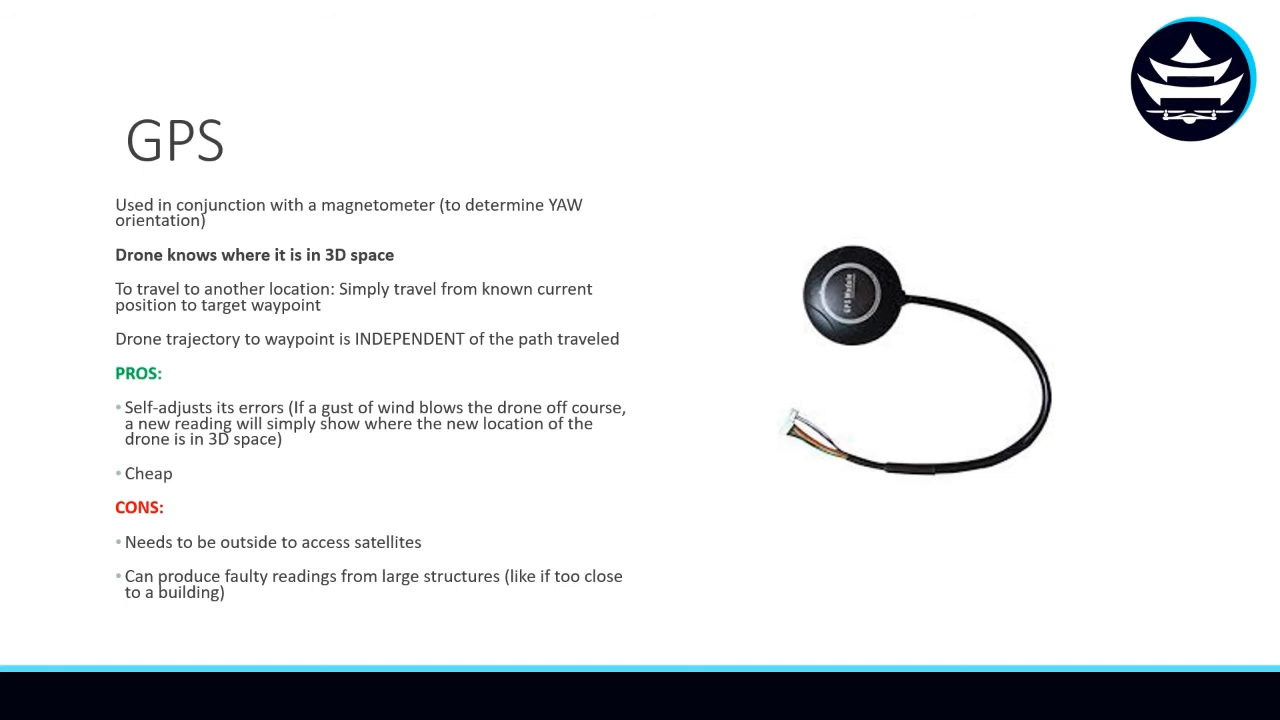 GPS
Used in conjunction with a magnetometer (to determine YAW
orientation)
Drone knows where it is in 3D space
To travel to another location: Simply travel from known current
position to target waypoint
Drone trajectory to waypoint is INDEPENDENT of the path traveled
PROS:
• Self-adjusts its errors (If a gust of wind blows the drone off course,
a new reading will simply show where the new location of the
drone is in 3D space)
• Cheap
CONS:
• Needs to be outside to access satellites
• Can produce faulty readings from large structures (like if too close
to a building)
GPS Module